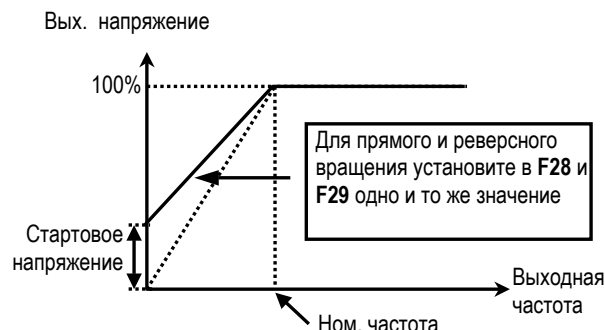 Вых. напряжение
100%
Для прямого и реверсного
вращения установите в F28 и
F29 одно и то же значение
Стартовое
напряжение
Выходная
частота
Ном. частота